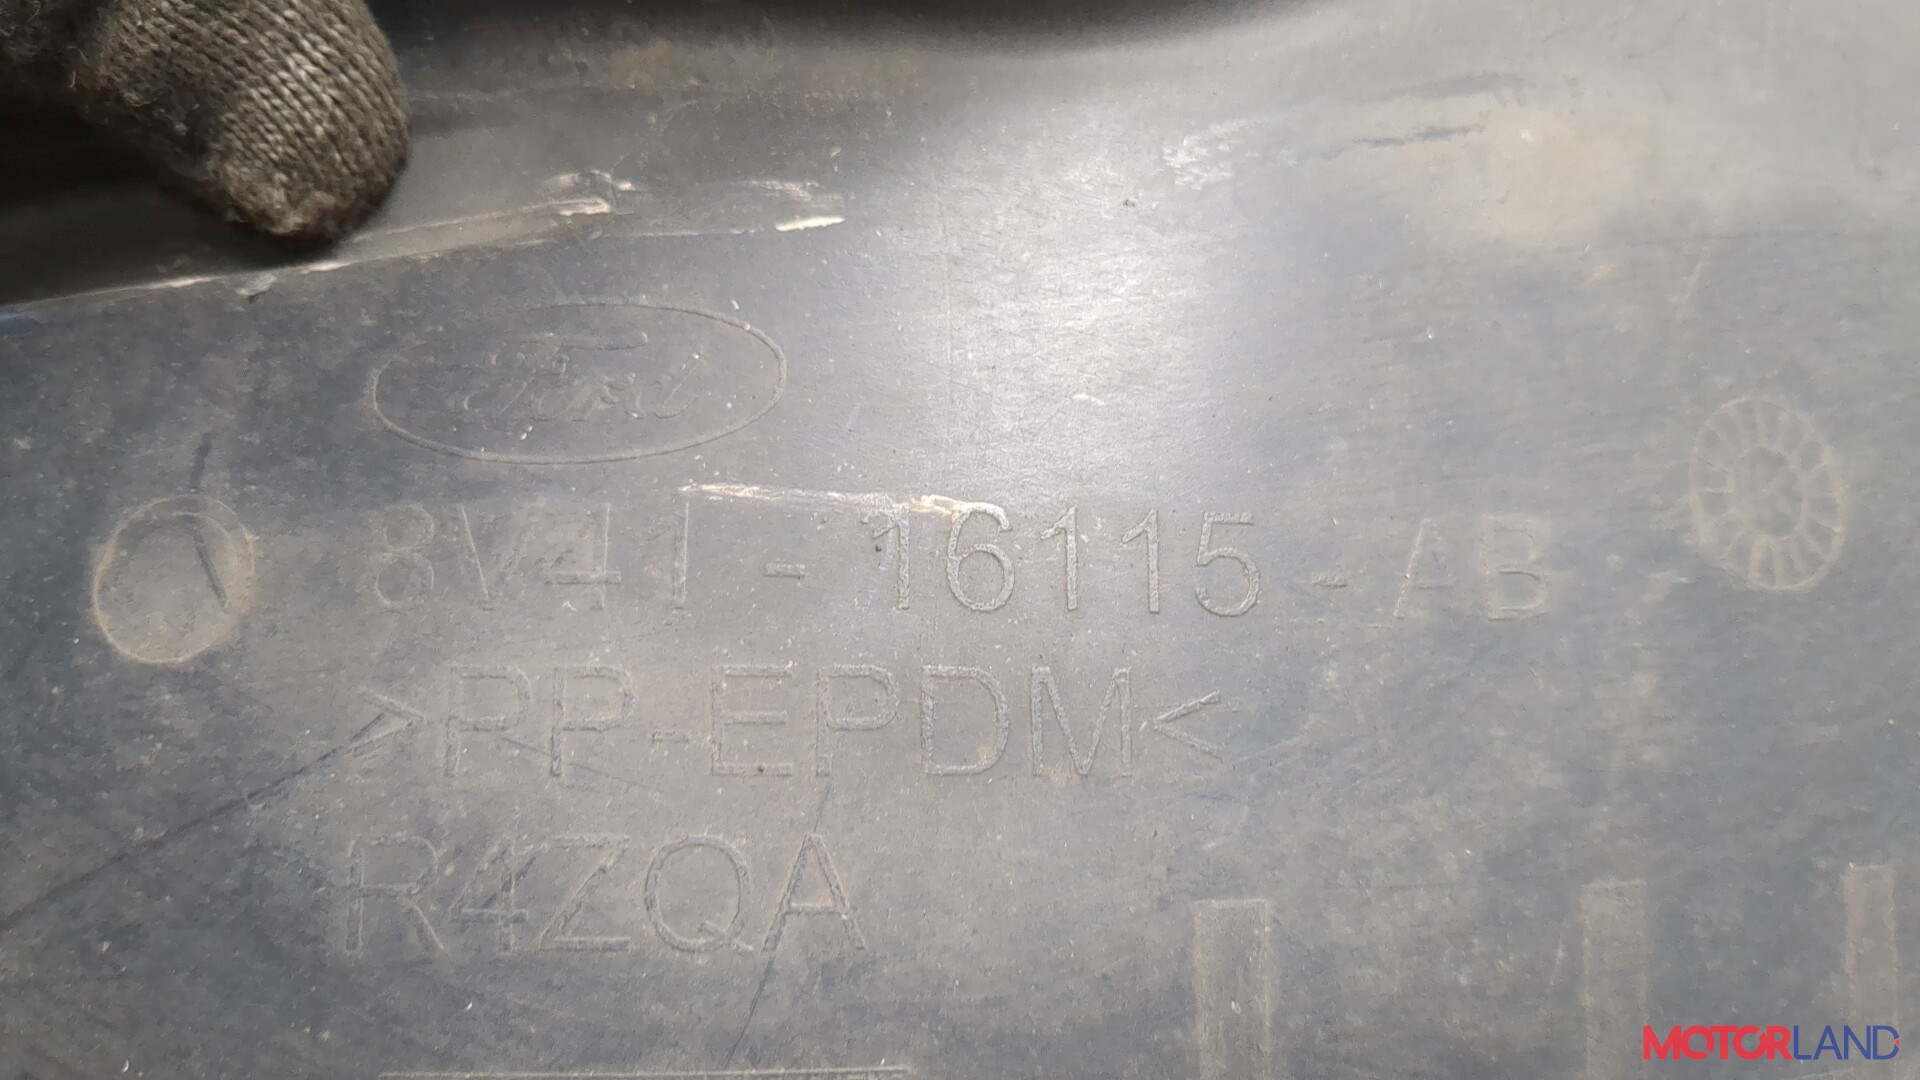 Ford
8V41-16115-AB
K
>PP-EPDM<
R4ZQA
MOTORLAND